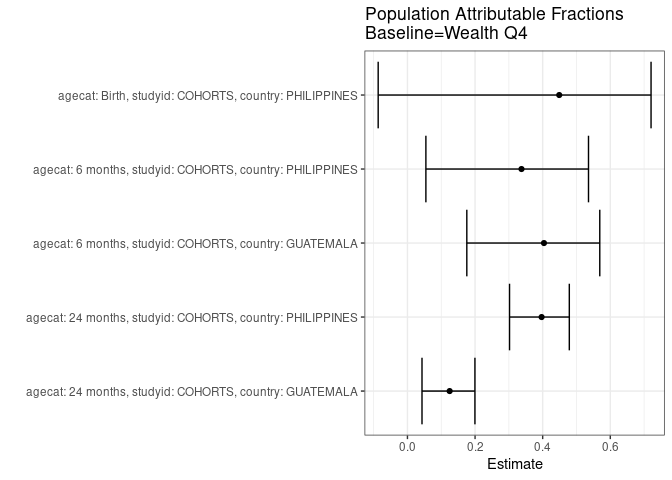 Population Attributable Fractions
Baseline=Wealth Q4
agecat: Birth, studyid: COHORTS, country: PHILIPPINES
agecat: 6 months, studyid: COHORTS, country: PHILIPPINES
agecat: 6 months, studyid: COHORTS, country: GUATEMALA
agecat: 24 months, studyid: COHORTS, country: PHILIPPINES
agecat: 24 months, studyid: COHORTS, country: GUATEMALA
0.0 0.2 0.4 0.6
Estimate